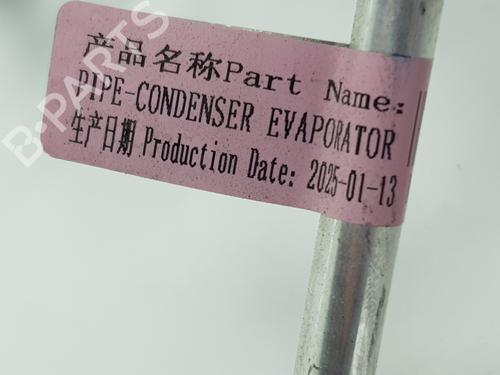 产品名称Part Name:
PIPE-CONDENSER EVAPORATOR
生产日期 Production Date: 2025-01-13
B-PARTS